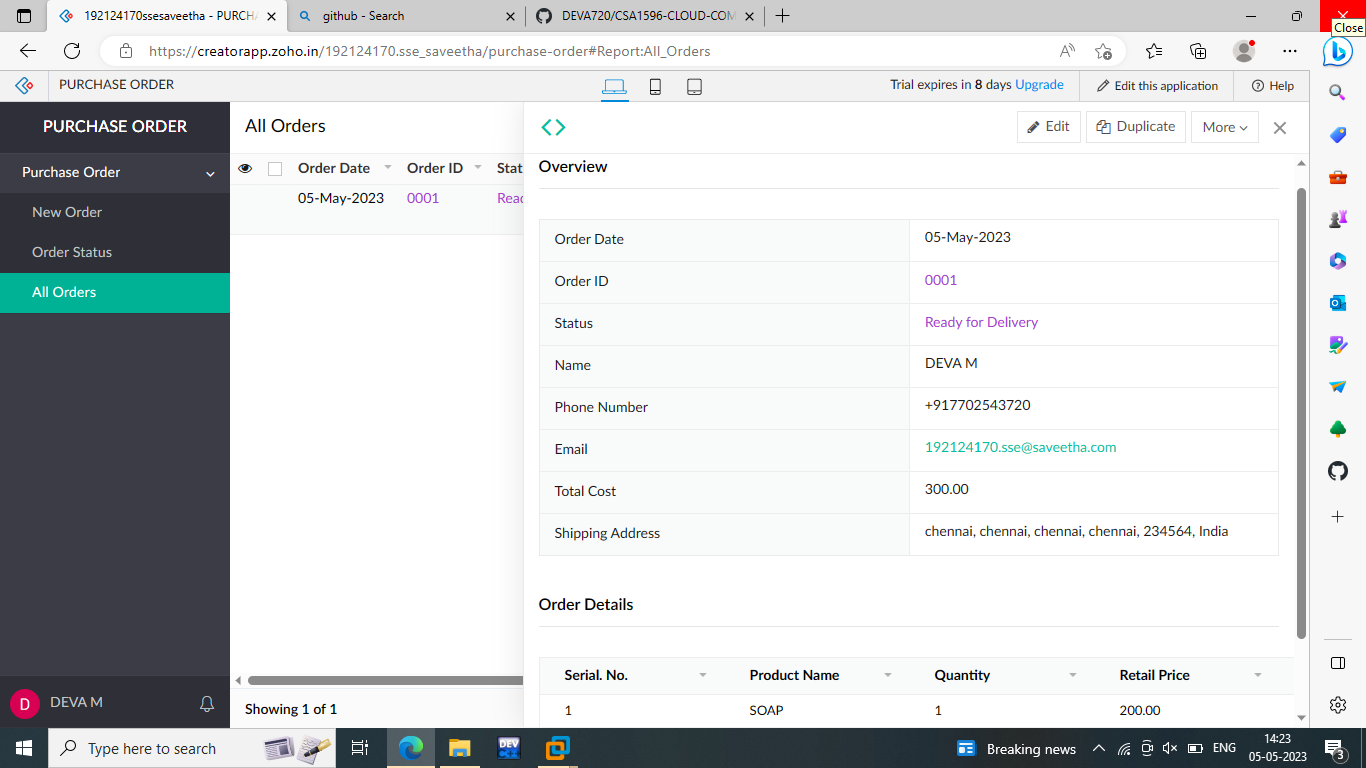 192124170ssesaveetha - PURCHA
github - Search
DEVA720/CSA1596-CLOUD-COM
Close
https://creatorapp.zoho.in/192124170.sse_saveetha/purchase-order#Report:All_Orders
PURCHASE ORDER
Trial expires in 8 days Upgrade
Edit this application
Help
PURCHASE ORDER
Purchase Order
New Order
Order Status
All Orders
DEVA M
D
All Orders
Order Date
Order ID
Stat
05-May-2023
0001
Read
Showing 1 of 1
Edit
Duplicate
More
Overview
Order Date 05-May-2023
Order ID 0001
Status Ready for Delivery
Name DEVA M
Phone Number +917702543720
Email 192124170.sse@saveetha.com
Total Cost 300.00
Shipping Address chennai, chennai, chennai, chennai, 234564, India
Order Details
Serial. No. Product Name Quantity Retail Price
1 SOAP 1 200.00
Type here to search
DEV
Breaking news
ENG
14:23
05-05-2023
3